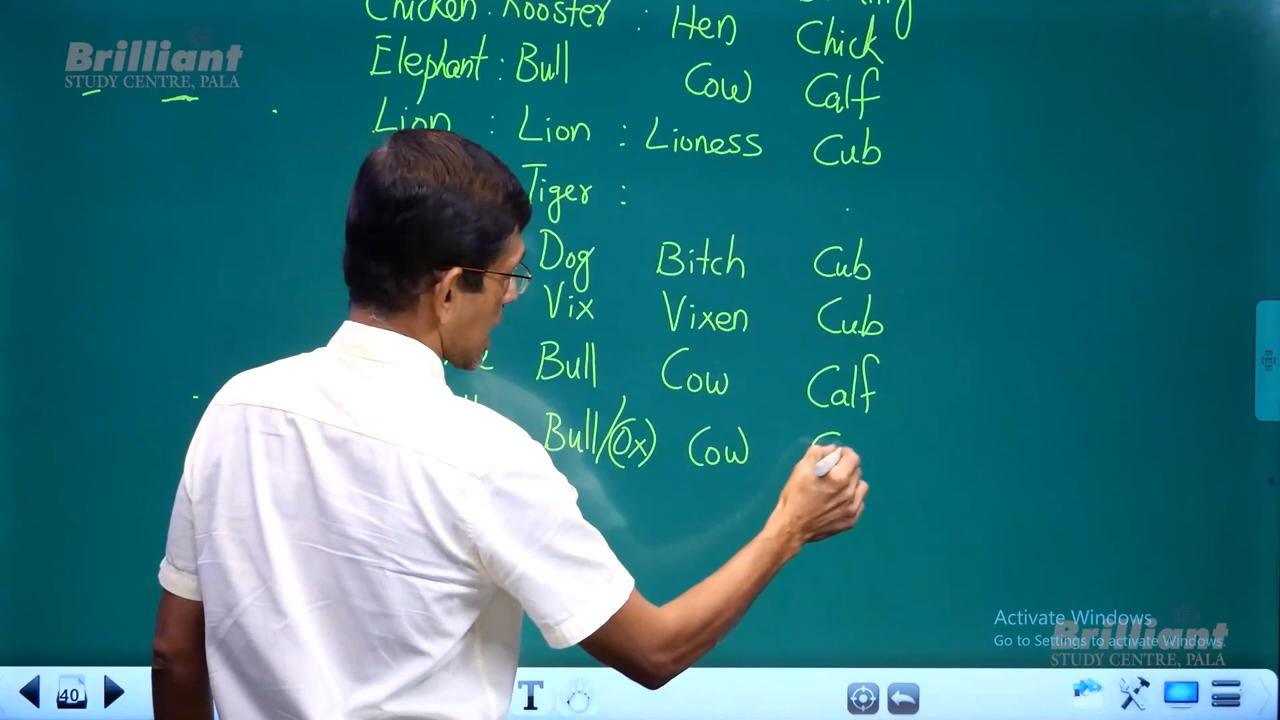 Chicken : Rooster : Hen
Chick
Brilliant
STUDY CENTRE, PALA
Elephant : Bull Cow Calf
Lion : Lion : Lioness Cub
Tiger :
Dog Bitch Cub
Vix Vixen Cub
Bull Cow Calf
Bull/(Ox) Cow
Activate Windows
Go to Settings to activate Windows.
Brilliant
STUDY CENTRE, PALA
40
T